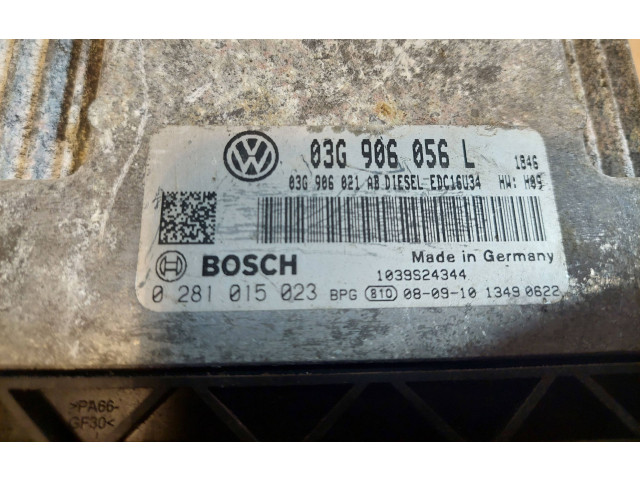 03G 906 056 L 1846
03G 906 021 AB DIESEL EDC16U34 HW: H09
Made in Germany
BOSCH 1039S24344
0 281 015 023 BPG 810 08-09-10 1349 0622
>PA66-
GF30<